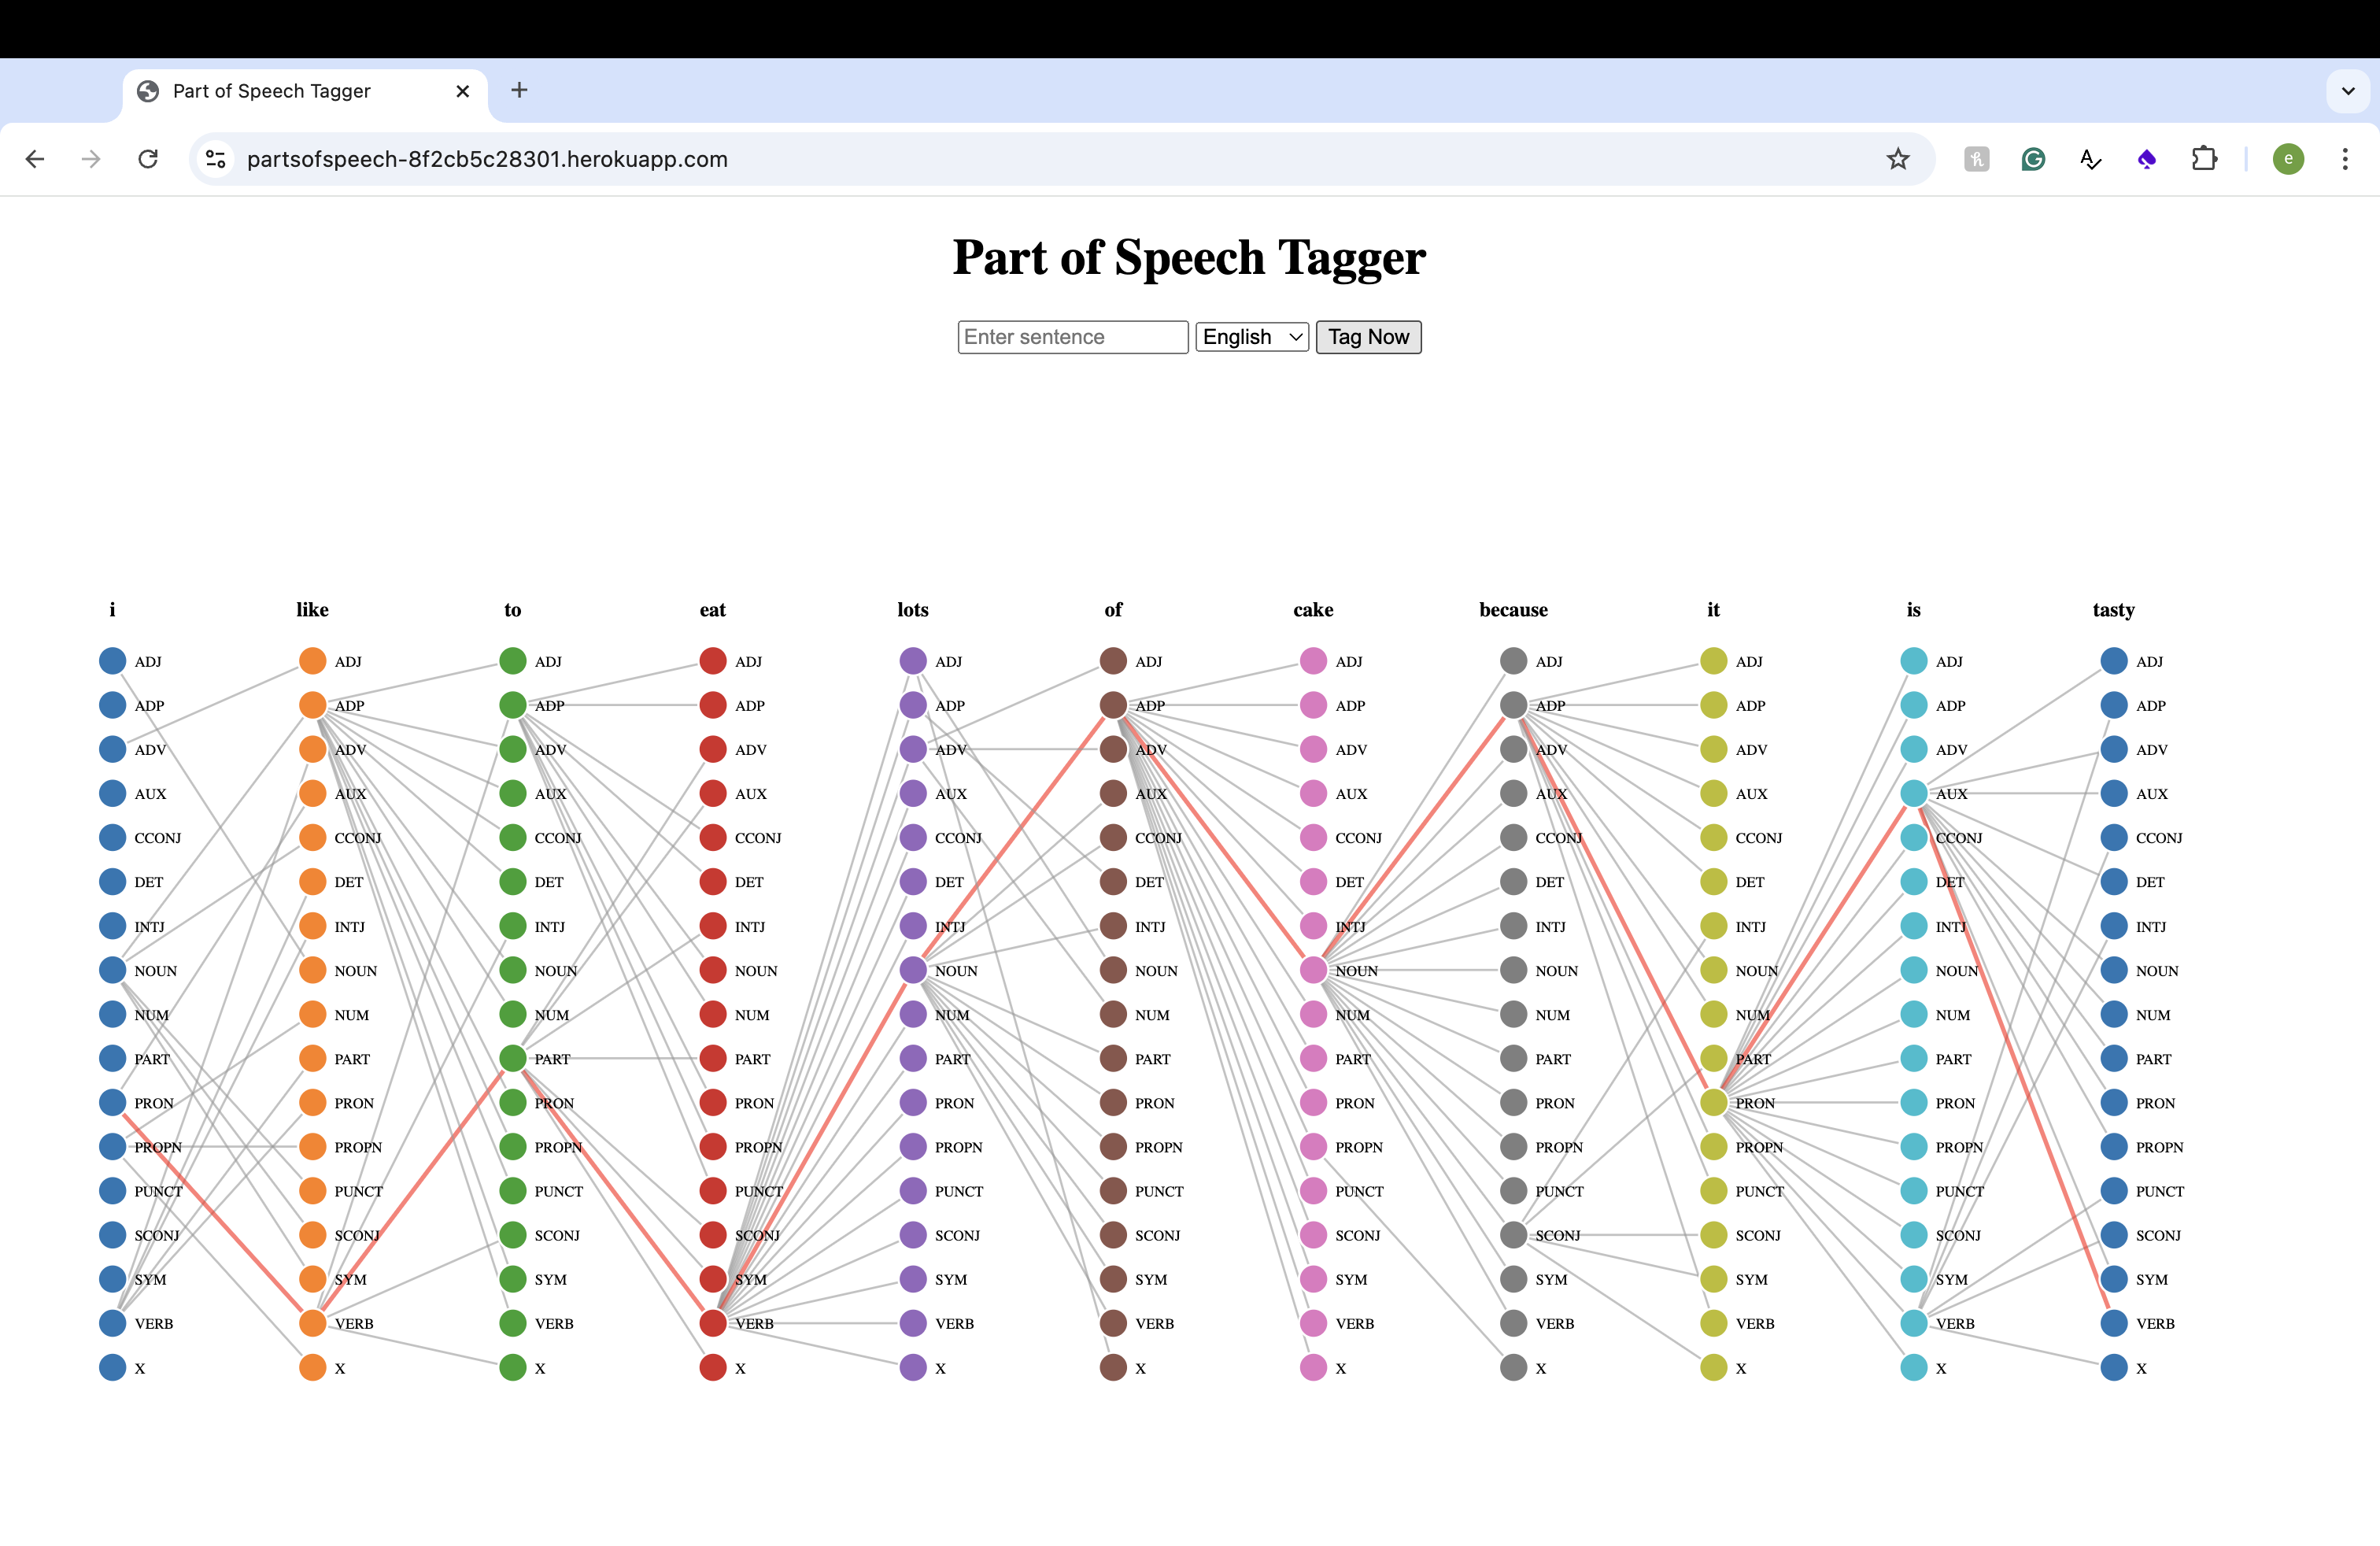 Part of Speech Tagger
partsofspeech-8f2cb5c28301.herokuapp.com
e
Part of Speech Tagger
Enter sentence English Tag Now
i like to eat lots of cake because it is tasty
ADJ ADJ ADJ ADJ ADJ ADJ ADJ ADJ ADJ ADJ ADJ
ADP ADP ADP ADP ADP ADP ADP ADP ADP ADP ADP
ADV ADV ADV ADV ADV ADV ADV ADV ADV ADV ADV
AUX AUX AUX AUX AUX AUX AUX AUX AUX AUX AUX
CCONJ CCONJ CCONJ CCONJ CCONJ CCONJ CCONJ CCONJ CCONJ CCONJ CCONJ
DET DET DET DET DET DET DET DET DET DET DET
INTJ INTJ INTJ INTJ INTJ INTJ INTJ INTJ INTJ INTJ INTJ
NOUN NOUN NOUN NOUN NOUN NOUN NOUN NOUN NOUN NOUN NOUN
NUM NUM NUM NUM NUM NUM NUM NUM NUM NUM NUM
PART PART PART PART PART PART PART PART PART PART PART
PRON PRON PRON PRON PRON PRON PRON PRON PRON PRON PRON
PROPN PROPN PROPN PROPN PROPN PROPN PROPN PROPN PROPN PROPN PROPN
PUNCT PUNCT PUNCT PUNCT PUNCT PUNCT PUNCT PUNCT PUNCT PUNCT PUNCT
SCONJ SCONJ SCONJ SCONJ SCONJ SCONJ SCONJ SCONJ SCONJ SCONJ SCONJ
SYM SYM SYM SYM SYM SYM SYM SYM SYM SYM SYM
VERB VERB VERB VERB VERB VERB VERB VERB VERB VERB VERB
X X X X X X X X X X X